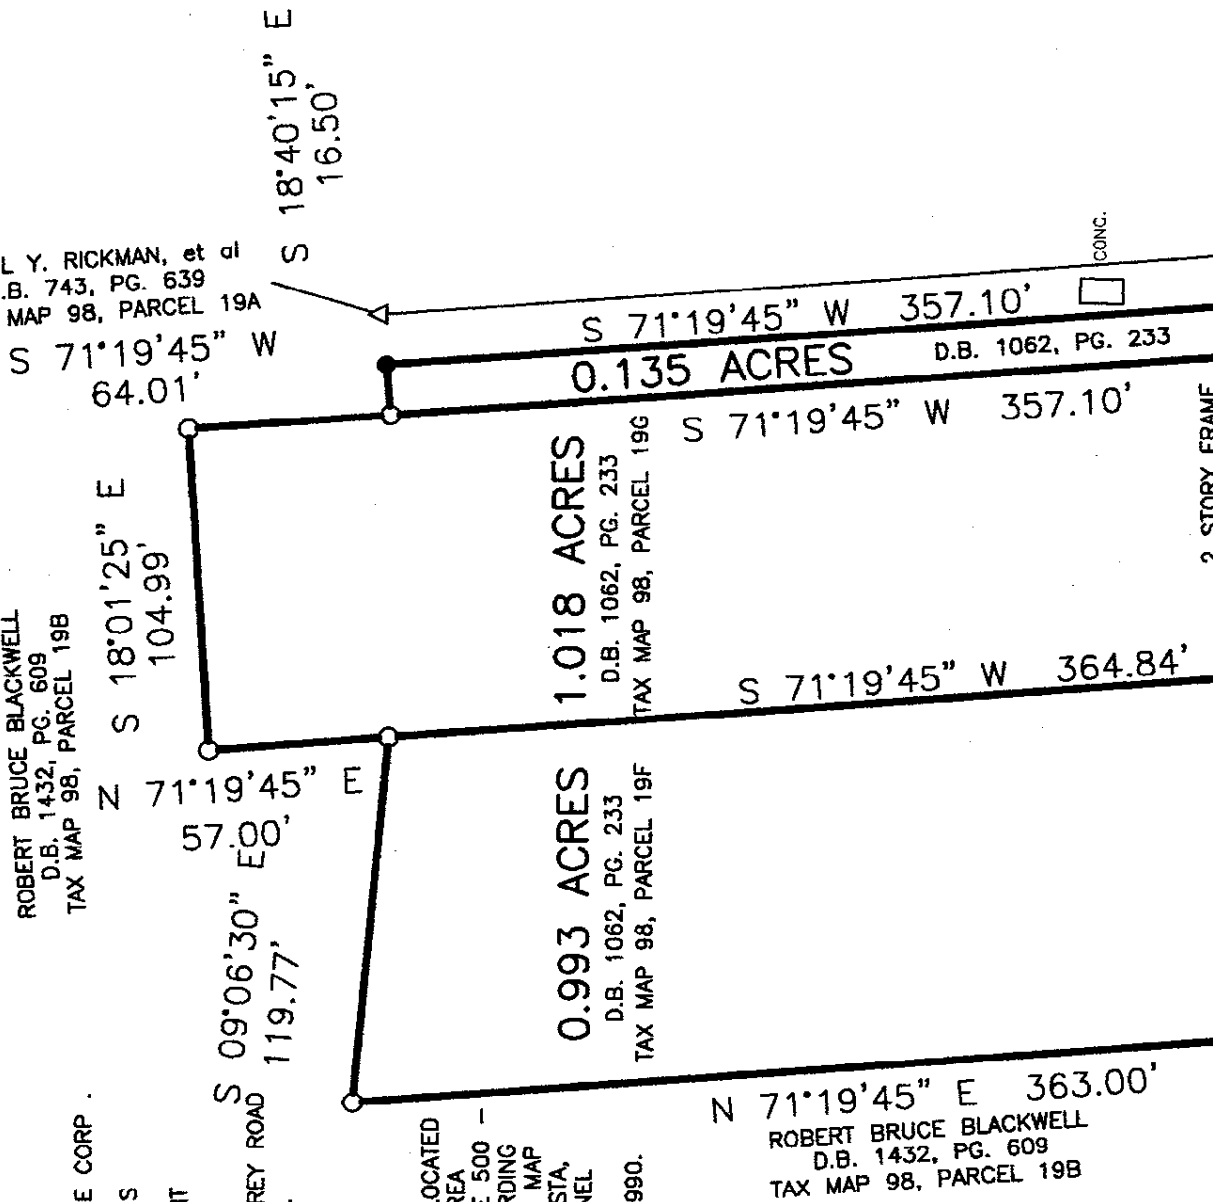 S 18°40'15" E
16.50'
L Y. RICKMAN, et al
.B. 743, PG. 639
MAP 98, PARCEL 19A
S 71°19'45" W
64.01'
CONC.
S 71°19'45" W 357.10'
0.135 ACRES
D.B. 1062, PG. 233
S 71°19'45" W 357.10'
1.018 ACRES
D.B. 1062, PG. 233
TAX MAP 98, PARCEL 19G
2 STORY FRAME
S 18°01'25" E
104.99'
ROBERT BRUCE BLACKWELL
D.B. 1432, PG. 609
TAX MAP 98, PARCEL 19B
S 71°19'45" W 364.84'
N 71°19'45" E
57.00'
0.993 ACRES
D.B. 1062, PG. 233
TAX MAP 98, PARCEL 19F
S 09°06'30" E
119.77'
N 71°19'45" E 363.00'
ROBERT BRUCE BLACKWELL
D.B. 1432, PG. 609
TAX MAP 98, PARCEL 19B
E CORP .
S
IT
REY ROAD
.
OCATED
REA
E 500 –
RDING
MAP
STA,
NEL
990.